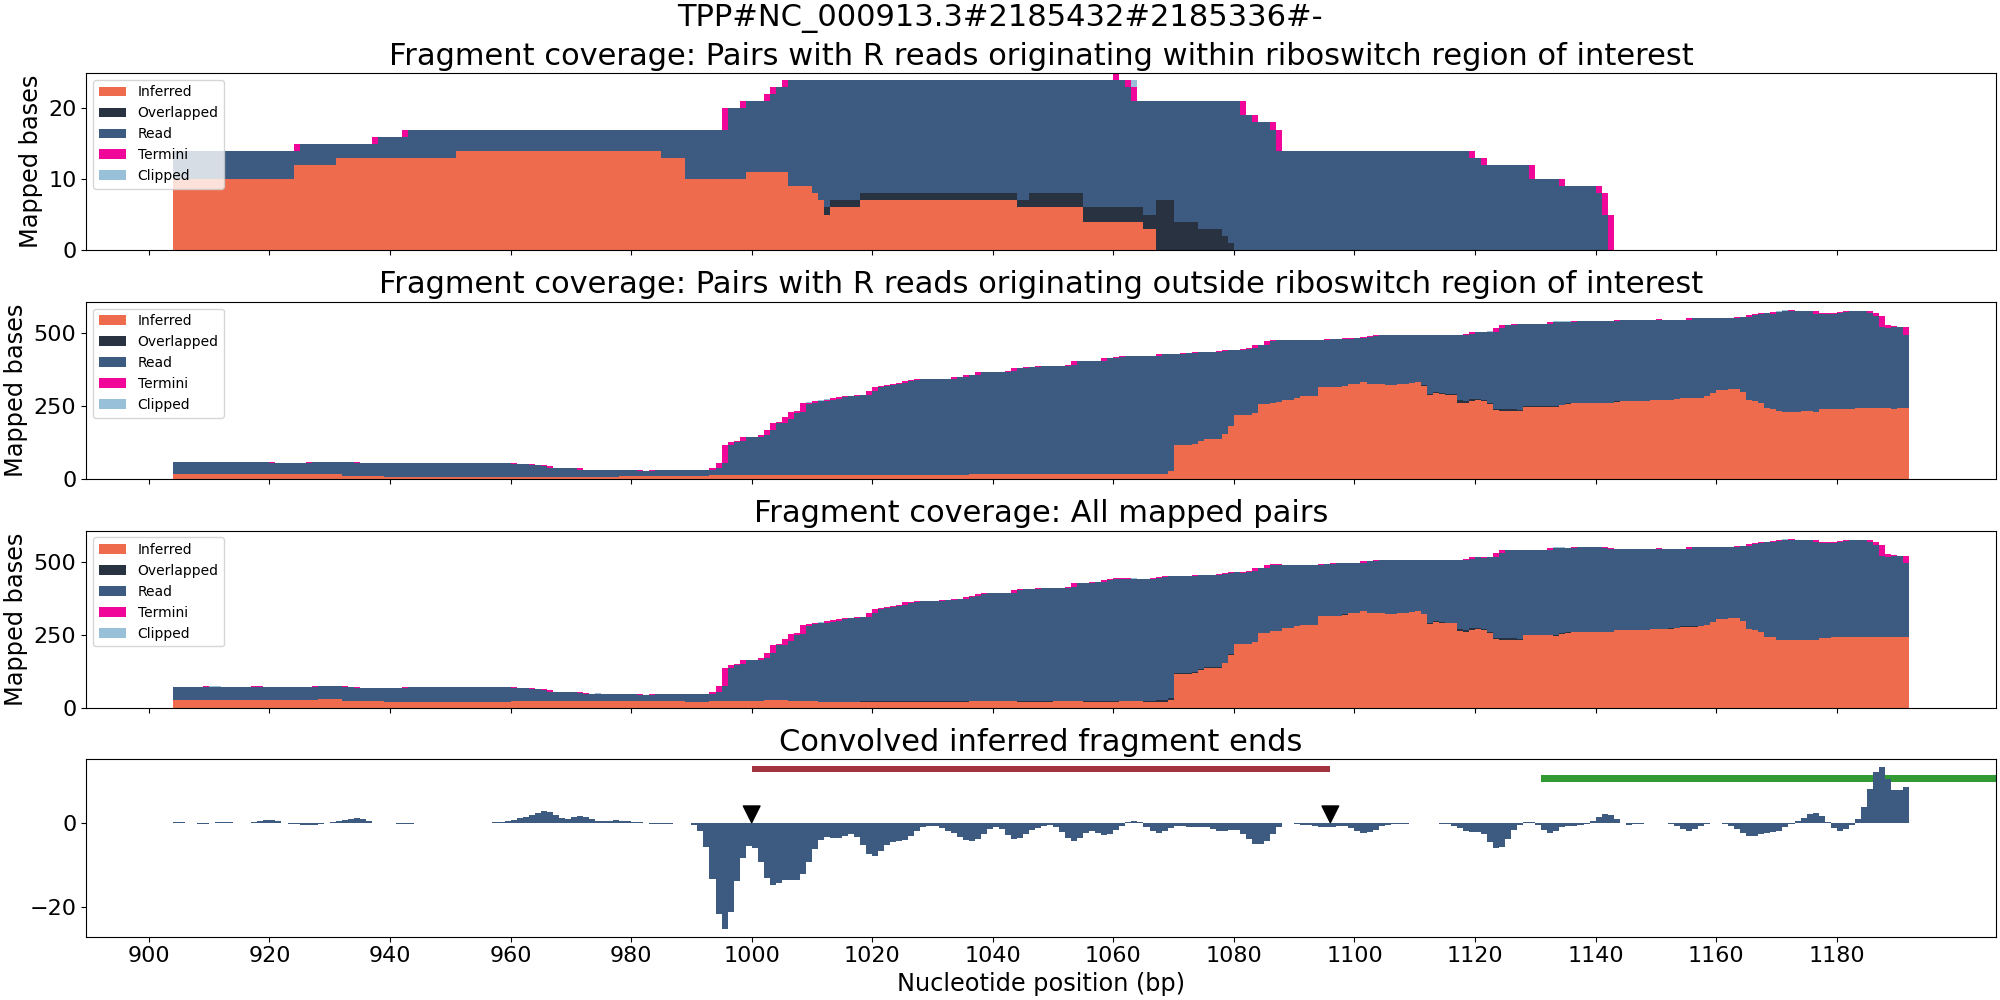 TPP#NC_000913.3#2185432#2185336#-
Fragment coverage: Pairs with R reads originating within riboswitch region of interest
Mapped bases
20
10
0
Inferred
Overlapped
Read
Termini
Clipped
Fragment coverage: Pairs with R reads originating outside riboswitch region of interest
Mapped bases
500
250
0
Inferred
Overlapped
Read
Termini
Clipped
Fragment coverage: All mapped pairs
Mapped bases
500
250
0
Inferred
Overlapped
Read
Termini
Clipped
Convolved inferred fragment ends
0
−20
900 920 940 960 980 1000 1020 1040 1060 1080 1100 1120 1140 1160 1180
Nucleotide position (bp)